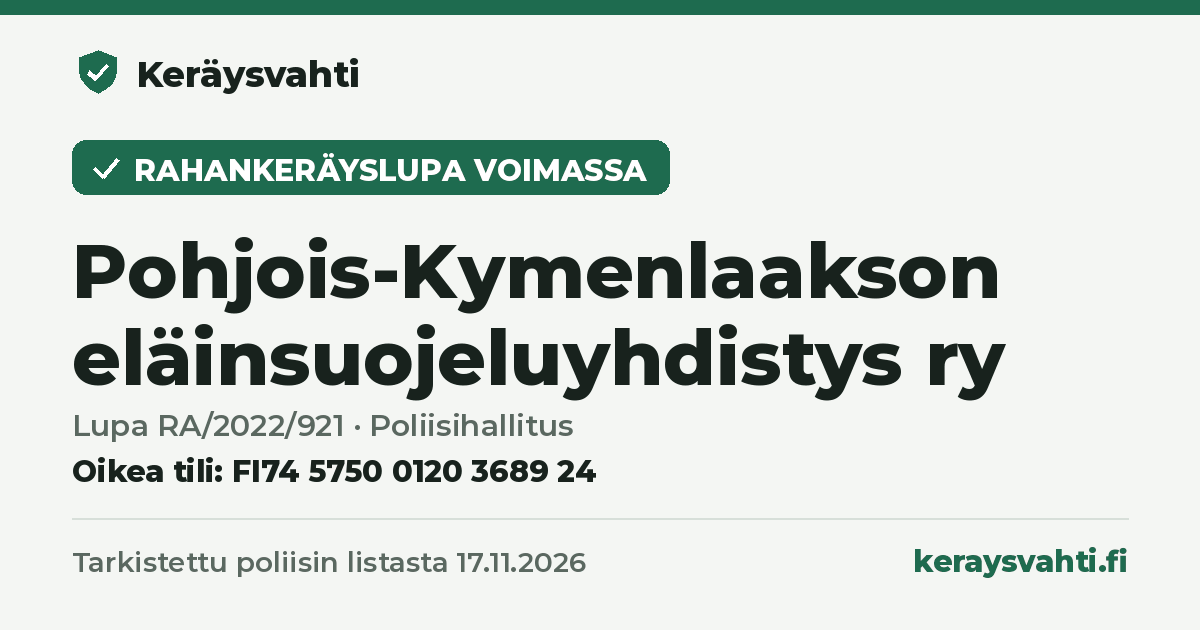 Keräysvahti
RAHANKERÄYSLUPA VOIMASSA
Pohjois-Kymenlaakson
eläinsuojeluyhdistys ry
Lupa RA/2022/921 · Poliisihallitus
Oikea tili: FI74 5750 0120 3689 24
Tarkistettu poliisin listasta 17.11.2026
keraysvahti.fi